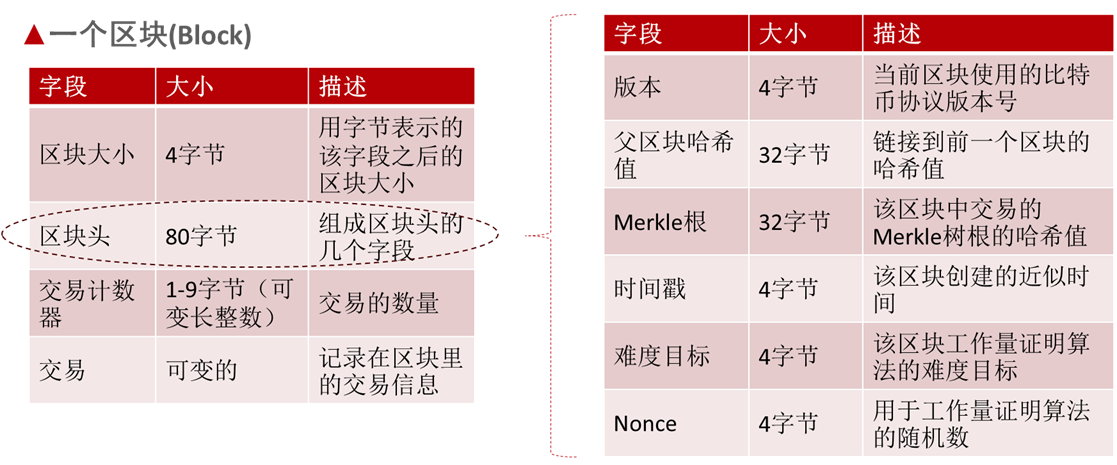 ▲一个区块(Block)
字段 大小 描述
区块大小 4字节 用字节表示的
该字段之后的
区块大小
区块头 80字节 组成区块头的
几个字段
交易计数
器 1-9字节（可
变长整数） 交易的数量
交易 可变的 记录在区块里
的交易信息
字段 大小 描述
版本 4字节 当前区块使用的比特
币协议版本号
父区块哈希
值 32字节 链接到前一个区块的
哈希值
Merkle根 32字节 该区块中交易的
Merkle树根的哈希值
时间戳 4字节 该区块创建的近似时
间
难度目标 4字节 该区块工作量证明算
法的难度目标
Nonce 4字节 用于工作量证明算法
的随机数